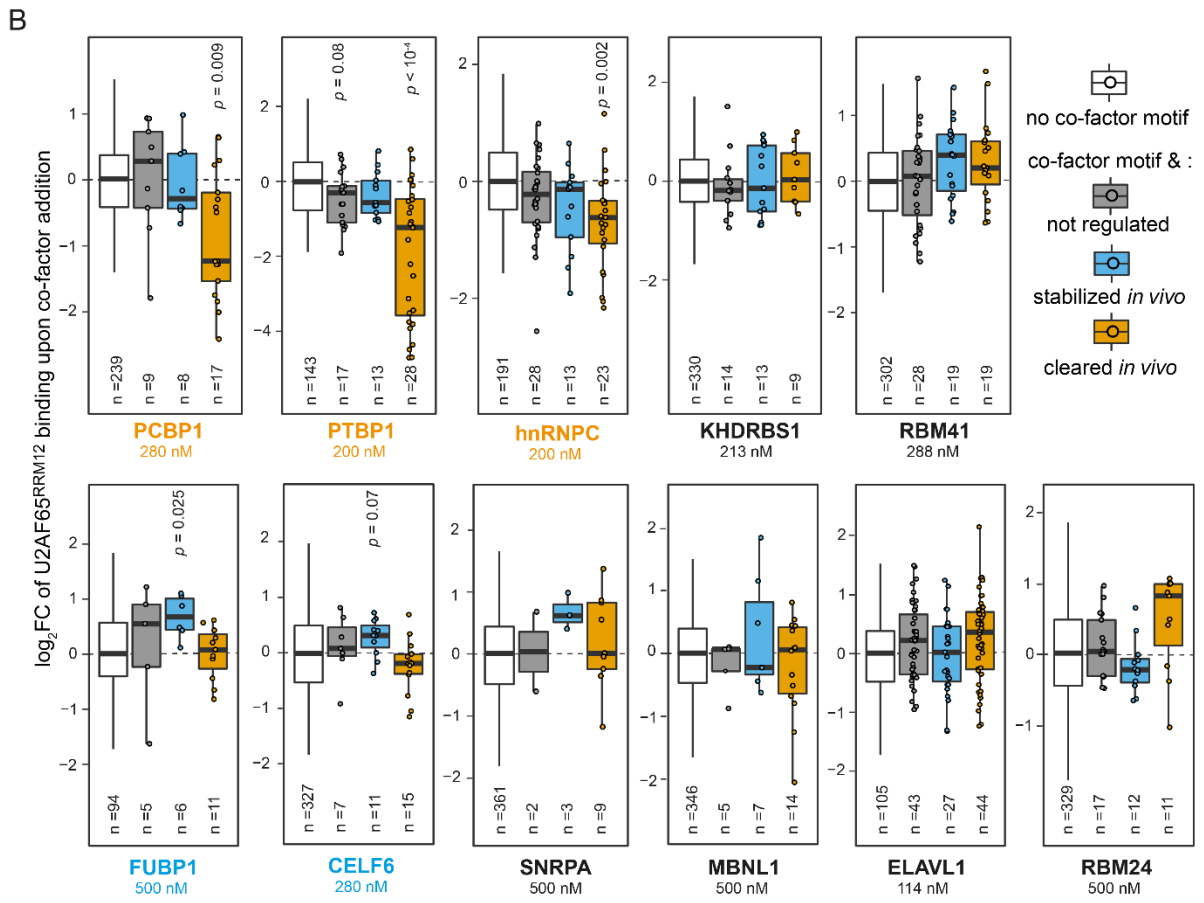 B
log2FC of U2AF65RRM12 binding upon co-factor addition
1
0
−1
−2
p = 0.009
n =239
n =9
n =8
n =17
PCBP1
280 nM
2
0
−2
−4
p = 0.08
p < 10-4
n =143
n =17
n =13
n =28
PTBP1
200 nM
2
0
−2
p = 0.002
n =191
n =28
n =13
n =23
hnRNPC
200 nM
2
0
−2
n =330
n =14
n =13
n =9
KHDRBS1
213 nM
2
1
0
−1
−2
n =302
n =28
n =19
n =19
RBM41
288 nM
no co-factor motif
co-factor motif & :
not regulated
stabilized in vivo
cleared in vivo
2
1
0
−1
−2
p = 0.025
n =94
n =5
n =6
n =11
FUBP1
500 nM
2
1
0
−1
−2
p = 0.07
n =327
n =7
n =11
n =15
CELF6
280 nM
2
1
0
−1
−2
n =361
n =2
n =3
n =9
SNRPA
500 nM
2
1
0
−1
−2
n =346
n =5
n =7
n =14
MBNL1
500 nM
2
1
0
−1
−2
n =105
n =43
n =27
n =44
ELAVL1
114 nM
2
1
0
−1
n =329
n =17
n =12
n =11
RBM24
500 nM